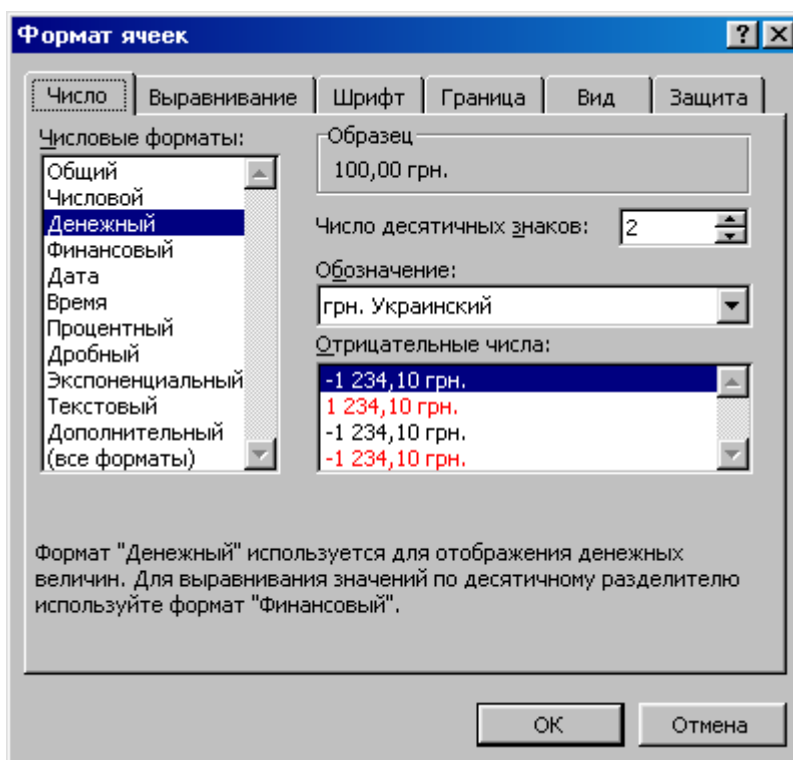 Формат ячеек
Число
Выравнивание
Шрифт
Граница
Вид
Защита
Числовые форматы:
Общий
Числовой
Денежный
Финансовый
Дата
Время
Процентный
Дробный
Экспоненциальный
Текстовый
Дополнительный
(все форматы)
Образец
100,00 грн.
Число десятичных знаков:
2
Обозначение:
грн. Украинский
Отрицательные числа:
-1 234,10 грн.
1 234,10 грн.
-1 234,10 грн.
-1 234,10 грн.
Формат "Денежный" используется для отображения денежных
величин. Для выравнивания значений по десятичному разделителю
используйте формат "Финансовый".
ОК
Отмена